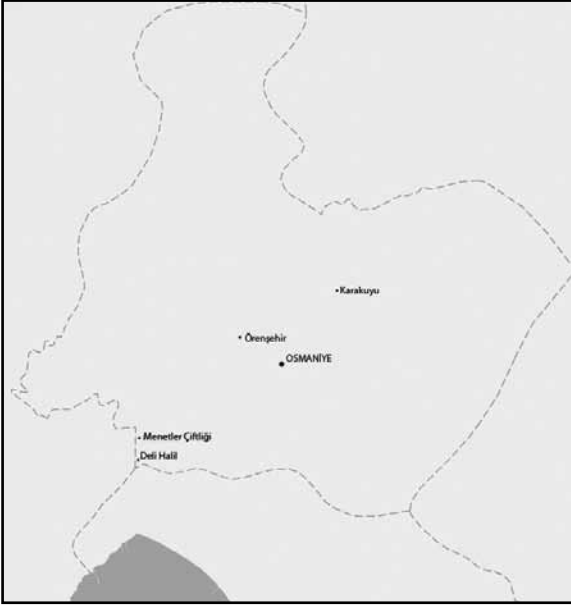 Karakuyu
Örenşehir
OSMANİYE
Menetler Çiftliği
Deli Halil